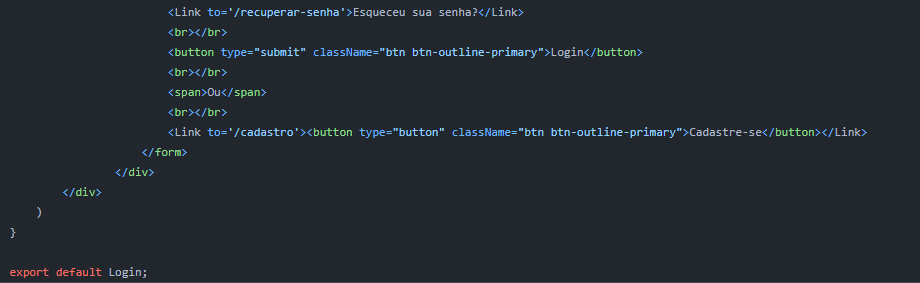 <Link to='/recuperar-senha'>Esqueceu sua senha?</Link>
<br></br>
<button type="submit" className="btn btn-outline-primary">Login</button>
<br></br>
<span>Ou</span>
<br></br>
<Link to='/cadastro'><button type="button" className="btn btn-outline-primary">Cadastre-se</button></Link>
</form>
</div>
</div>
)
}
export default Login;